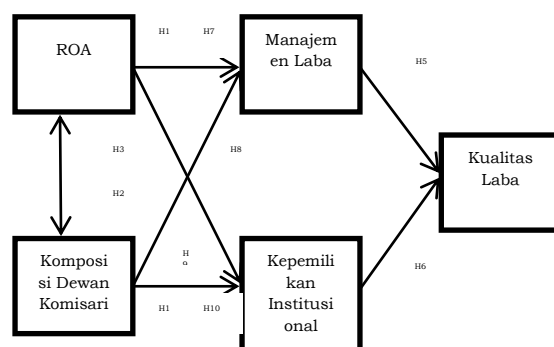 H1 H7
ROA
Manajem
en Laba
H5
H3
H8
H2
Kualitas
Laba
Komposi
si Dewan
Komisari
H
Kepemili
kan
Institusi
onal
H6
H1 H10